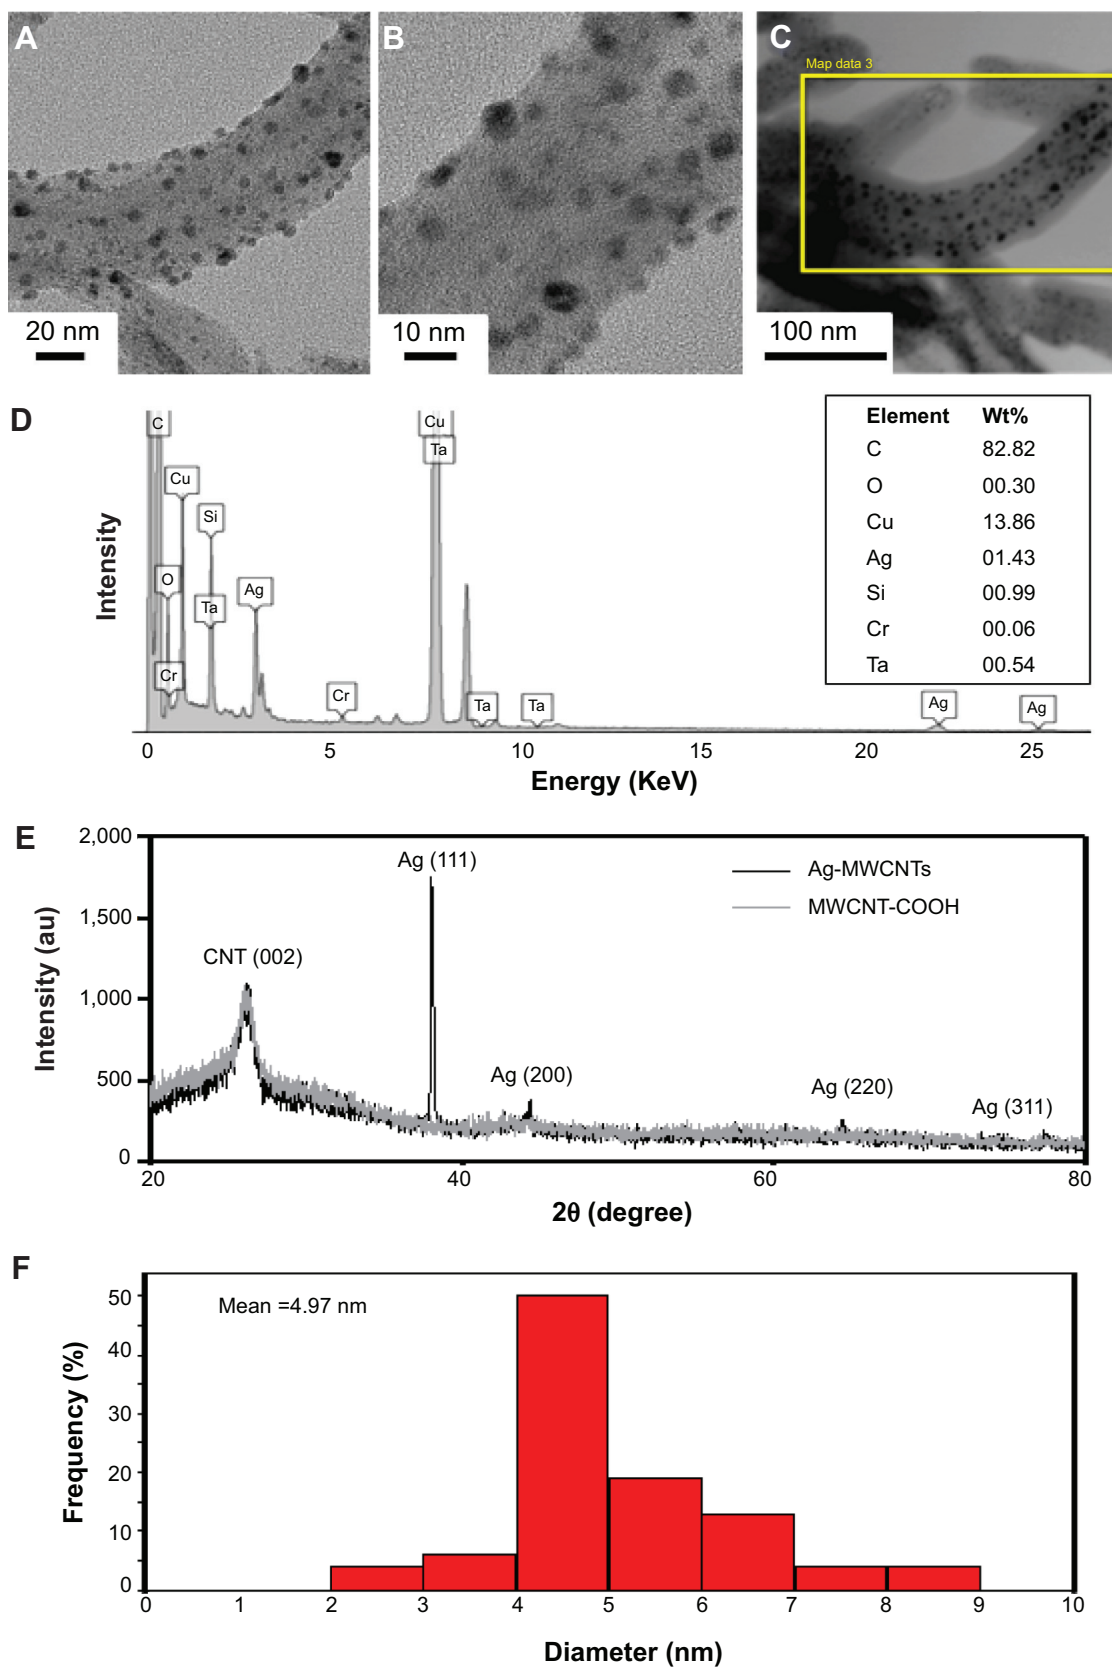 A
B
C
Map data 3
20 nm
10 nm
100 nm
D
Intensity
C
Cu
Si
O
Ta
Cr
Ag
Cr
Cu
Ta
Ta
Ta
Ag
Ag
0 5 10 15 20 25
Energy (KeV)
Element Wt%
C 82.82
O 00.30
Cu 13.86
Ag 01.43
Si 00.99
Cr 00.06
Ta 00.54
E
Intensity (au)
2,000
1,500
1,000
500
0
CNT (002)
Ag (111)
Ag (200)
Ag (220)
Ag (311)
Ag-MWCNTs
MWCNT-COOH
20 40 60 80
2θ (degree)
F
Frequency (%)
50
40
30
20
10
0
Mean =4.97 nm
0 1 2 3 4 5 6 7 8 9 10
Diameter (nm)